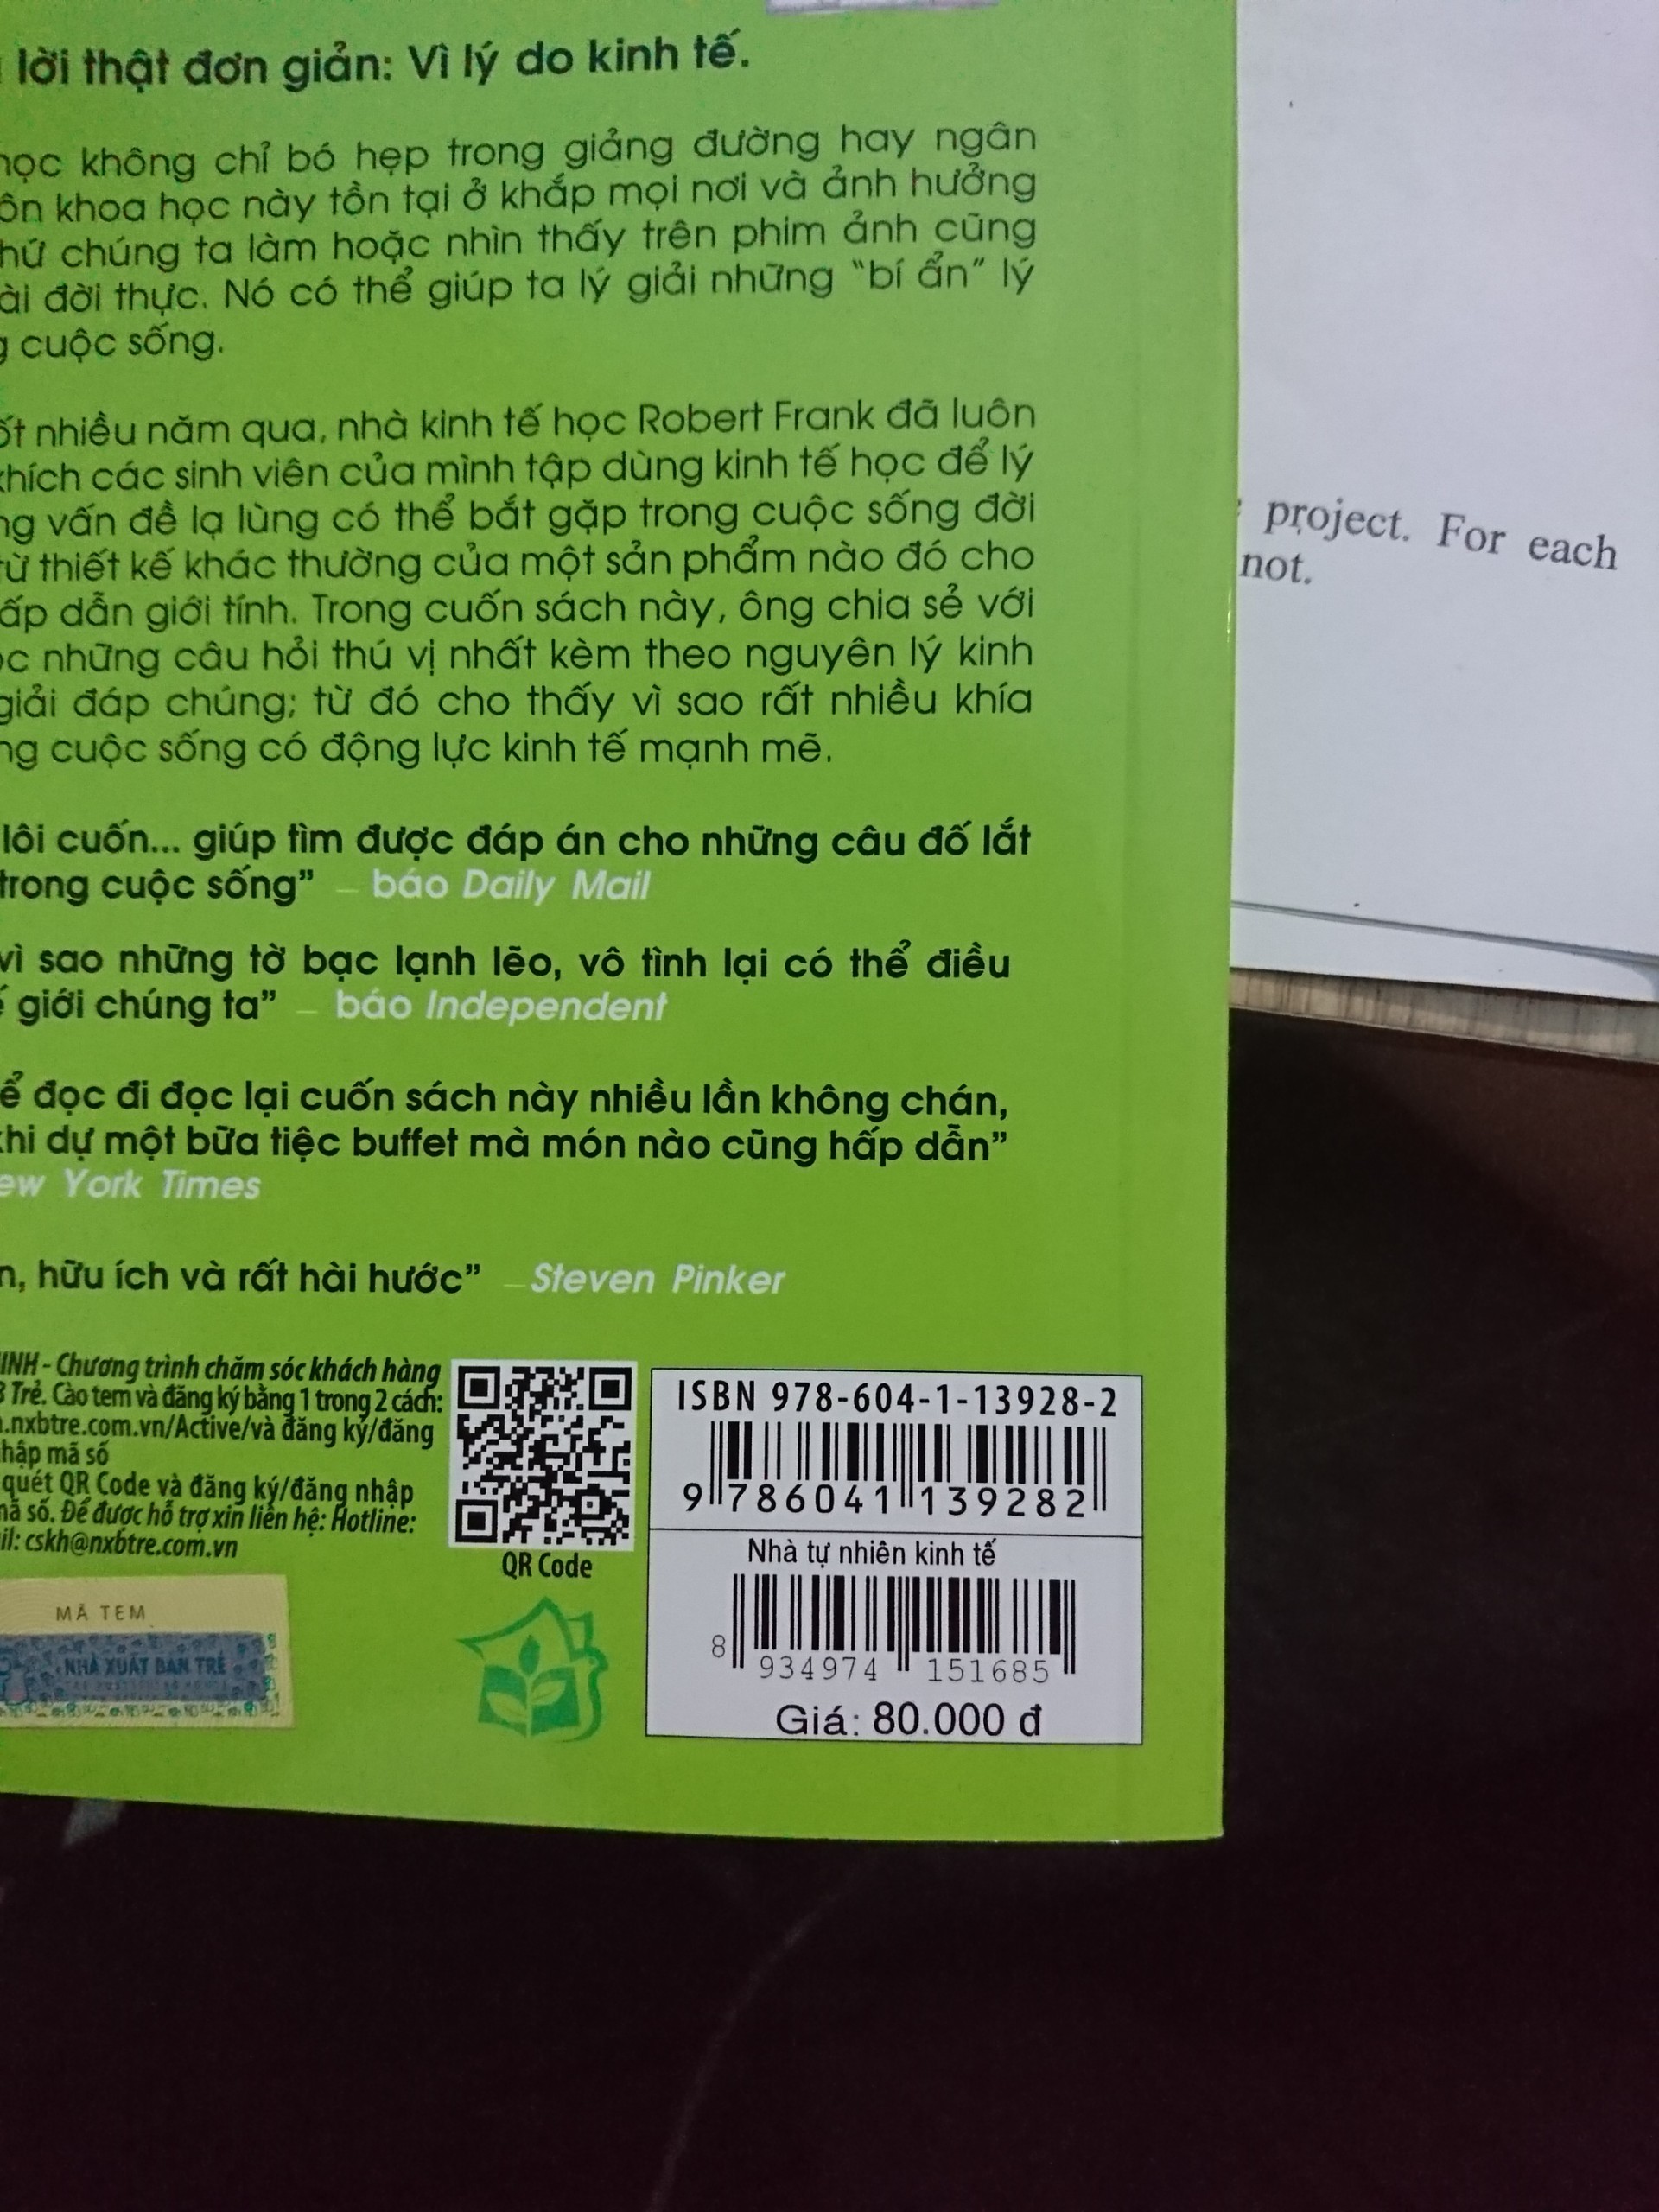 lời thật đơn giản: Vì lý do kinh tế.
học không chỉ bó hẹp trong giảng đường hay ngân
khoa học này tồn tại ở khắp mọi nơi và ảnh hưởng
chúng ta làm hoặc nhìn thấy trên phim ảnh cũng
đời thực. Nó có thể giúp ta lý giải những “bí ẩn” lý
cuộc sống.
nhiều năm qua, nhà kinh tế học Robert Frank đã luôn
các sinh viên của mình tập dùng kinh tế học để lý
vấn đề lạ lùng có thể bắt gặp trong cuộc sống đời
từ thiết kế khác thường của một sản phẩm nào đó cho
dẫn giới tính. Trong cuốn sách này, ông chia sẻ với
những câu hỏi thú vị nhất kèm theo nguyên lý kinh
giải đáp chúng; từ đó cho thấy vì sao rất nhiều khía
cuộc sống có động lực kinh tế mạnh mẽ.
lôi cuốn... giúp tìm được đáp án cho những câu đố lắt
trong cuộc sống” – báo Daily Mail
vì sao những tờ bạc lạnh lẽo, vô tình lại có thể điều
giới chúng ta” – báo Independent
đọc đi đọc lại cuốn sách này nhiều lần không chán,
khi dự một bữa tiệc buffet mà món nào cũng hấp dẫn”
York Times
hữu ích và rất hài hước” – Steven Pinker
- Chương trình chăm sóc khách hàng
Trẻ. Cào tem và đăng ký bằng 1 trong 2 cách:
.nxbtre.com.vn/Active/và đăng ký/đăng
nhập mã số
quét QR Code và đăng ký/đăng nhập
mã số. Để được hỗ trợ xin liên hệ: Hotline:
cskh@nxbtre.com.vn
MÃ TEM
NHÀ XUẤT BẢN TRẺ
QR Code
ISBN 978-604-1-13928-2
9 786041 139282
Nhà tự nhiên kinh tế
8 934974 151685
Giá: 80.000 đ
project. For each
not.